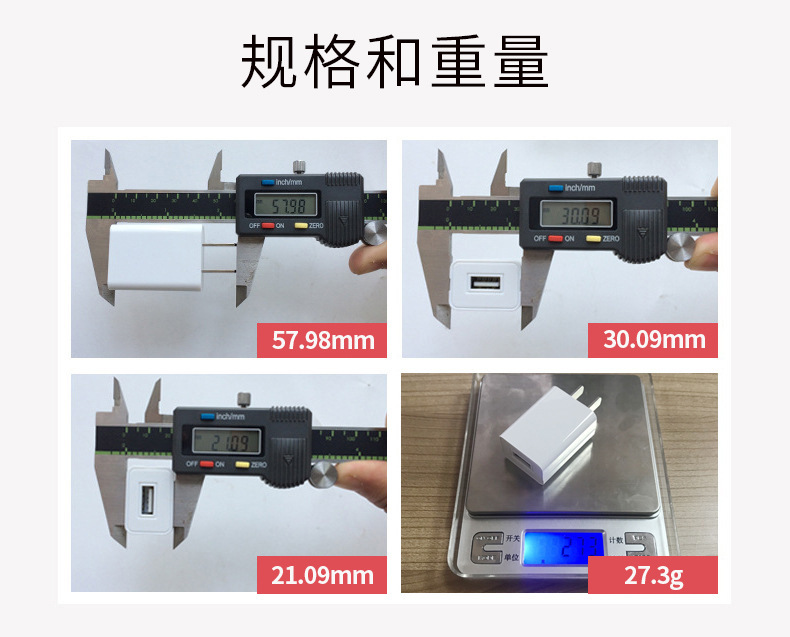 规格和重量
inch/mm
57.98
OFF ON ZERO
57.98mm
inch/mm
30.09
OFF ON ZERO
30.09mm
inch/mm
21.09
OFF ON ZERO
21.09mm
开关
计数
单位
27.3g